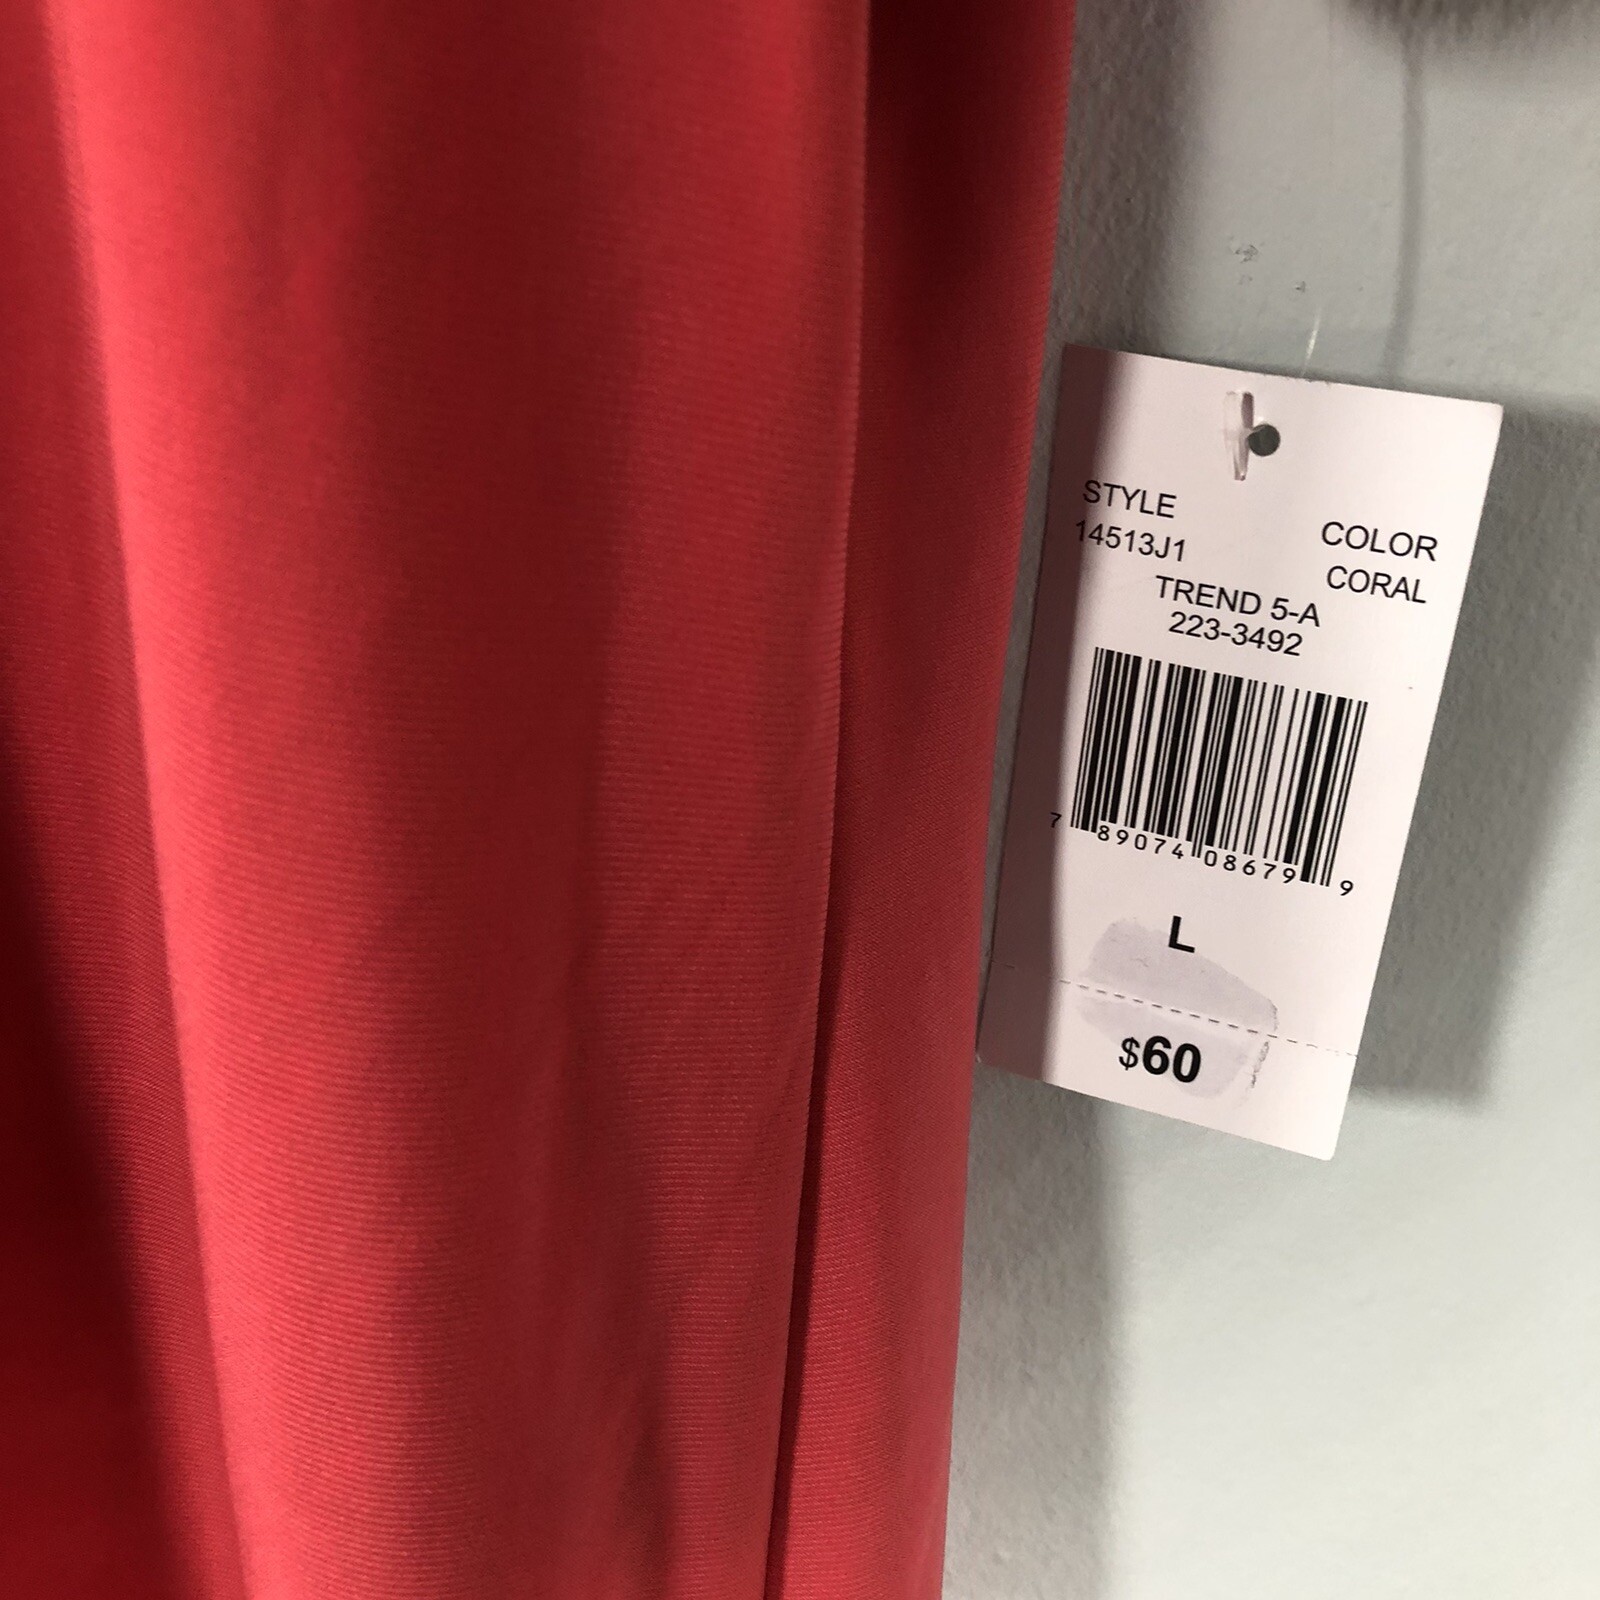 STYLE
14513J1
COLOR
CORAL
TREND 5-A
223-3492
7 89074 08679 9
L
$60